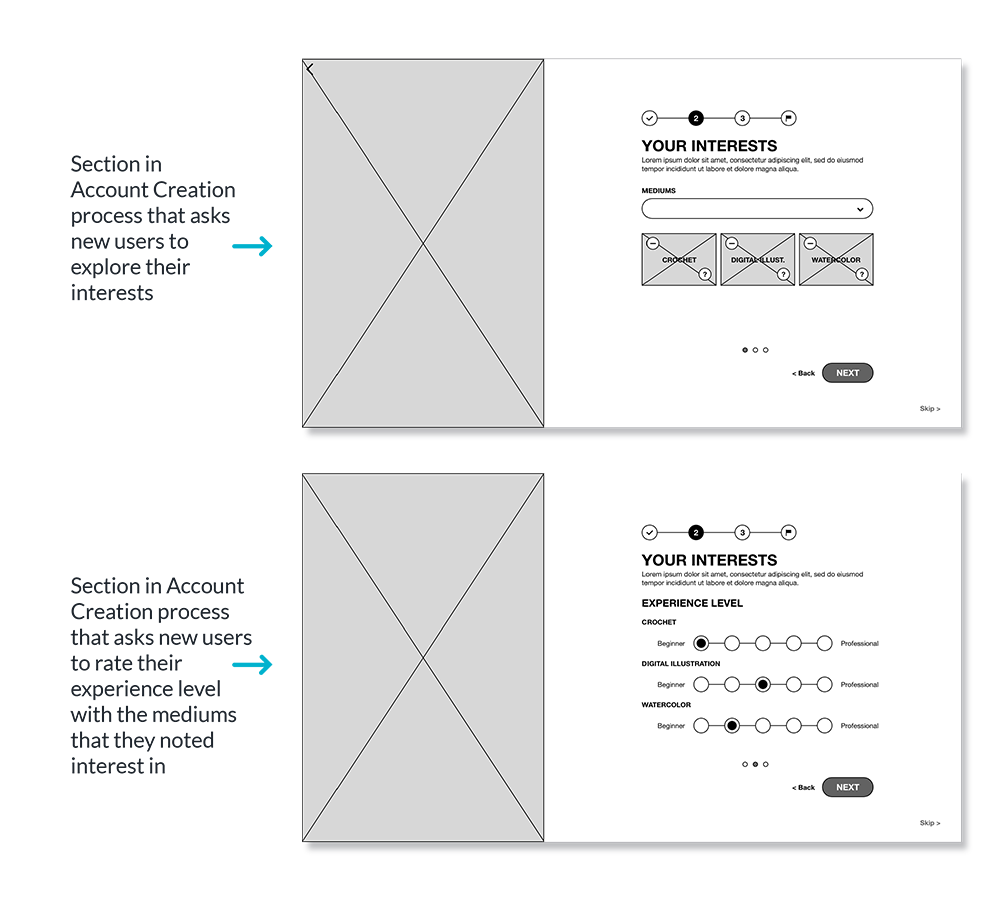 Section in
Account Creation
process that asks
new users to
explore their
interests
2 3
YOUR INTERESTS
Lorem ipsum dolor sit amet, consectetur adipiscing elit, sed do eiusmod
tempor incididunt ut labore et dolore magna aliqua.
MEDIUMS
CROCHET DIGITAL ILLUST. WATERCOLOR
? ? ?
< Back NEXT
Skip >
Section in Account
Creation process
that asks new users
to rate their
experience level
with the mediums
that they noted
interest in
2 3
YOUR INTERESTS
Lorem ipsum dolor sit amet, consectetur adipiscing elit, sed do eiusmod
tempor incididunt ut labore et dolore magna aliqua.
EXPERIENCE LEVEL
CROCHET
Beginner Professional
DIGITAL ILLUSTRATION
Beginner Professional
WATERCOLOR
Beginner Professional
< Back NEXT
Skip >